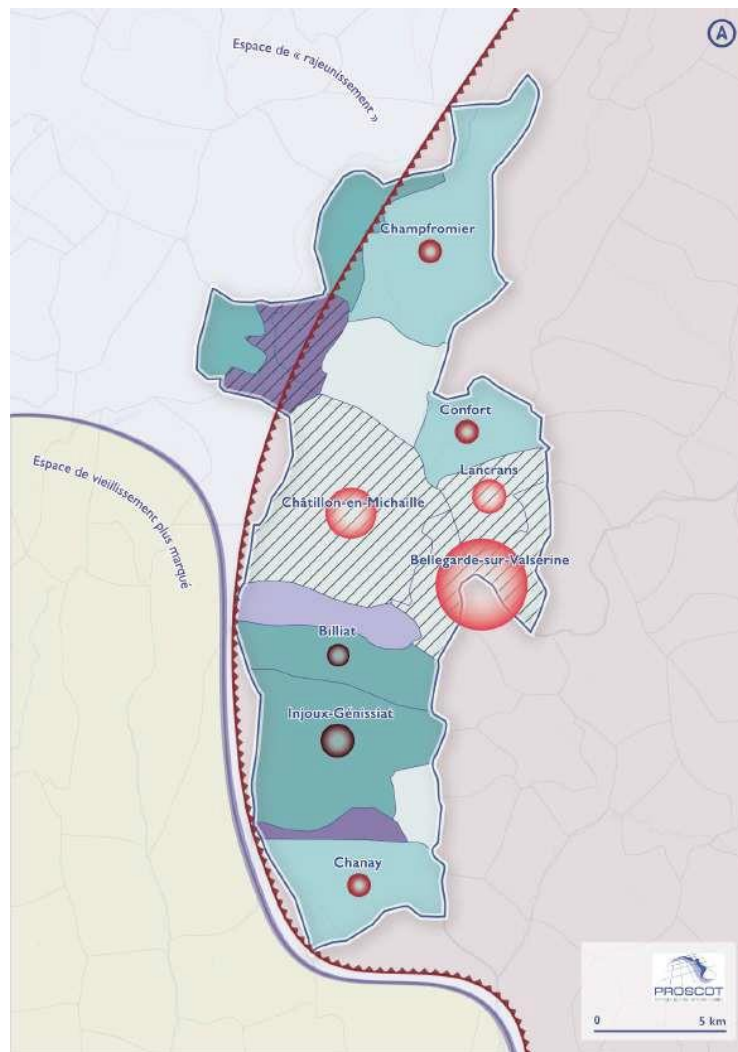 A
Espace de « rajeunissement »
Champfromier
Confort
Espace de vieillissement plus marqué
Lancrans
Châtillon-en-Michaille
Bellegarde-sur-Valserine
Billiat
Injoux-Génissiat
Chanay
PROSCOT
0 5 km